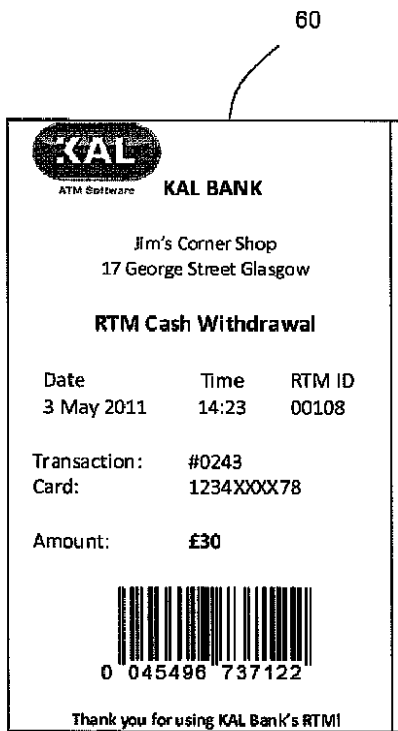 60
KAL
ATM Software
KAL BANK
Jim's Corner Shop
17 George Street Glasgow
RTM Cash Withdrawal
Date Time RTM ID
3 May 2011 14:23 00108
Transaction: #0243
Card: 1234XXXX78
Amount: £30
0 045496 737122
Thank you for using KAL Bank's RTM!